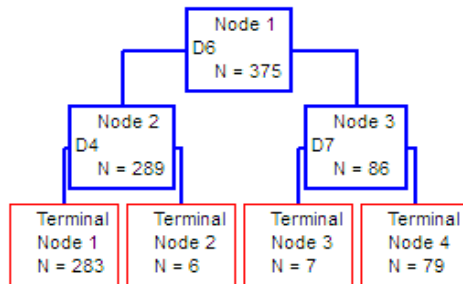 Node 1
D6
N = 375
Node 2
D4
N = 289
Node 3
D7
N = 86
Terminal
Node 1
N = 283
Terminal
Node 2
N = 6
Terminal
Node 3
N = 7
Terminal
Node 4
N = 79